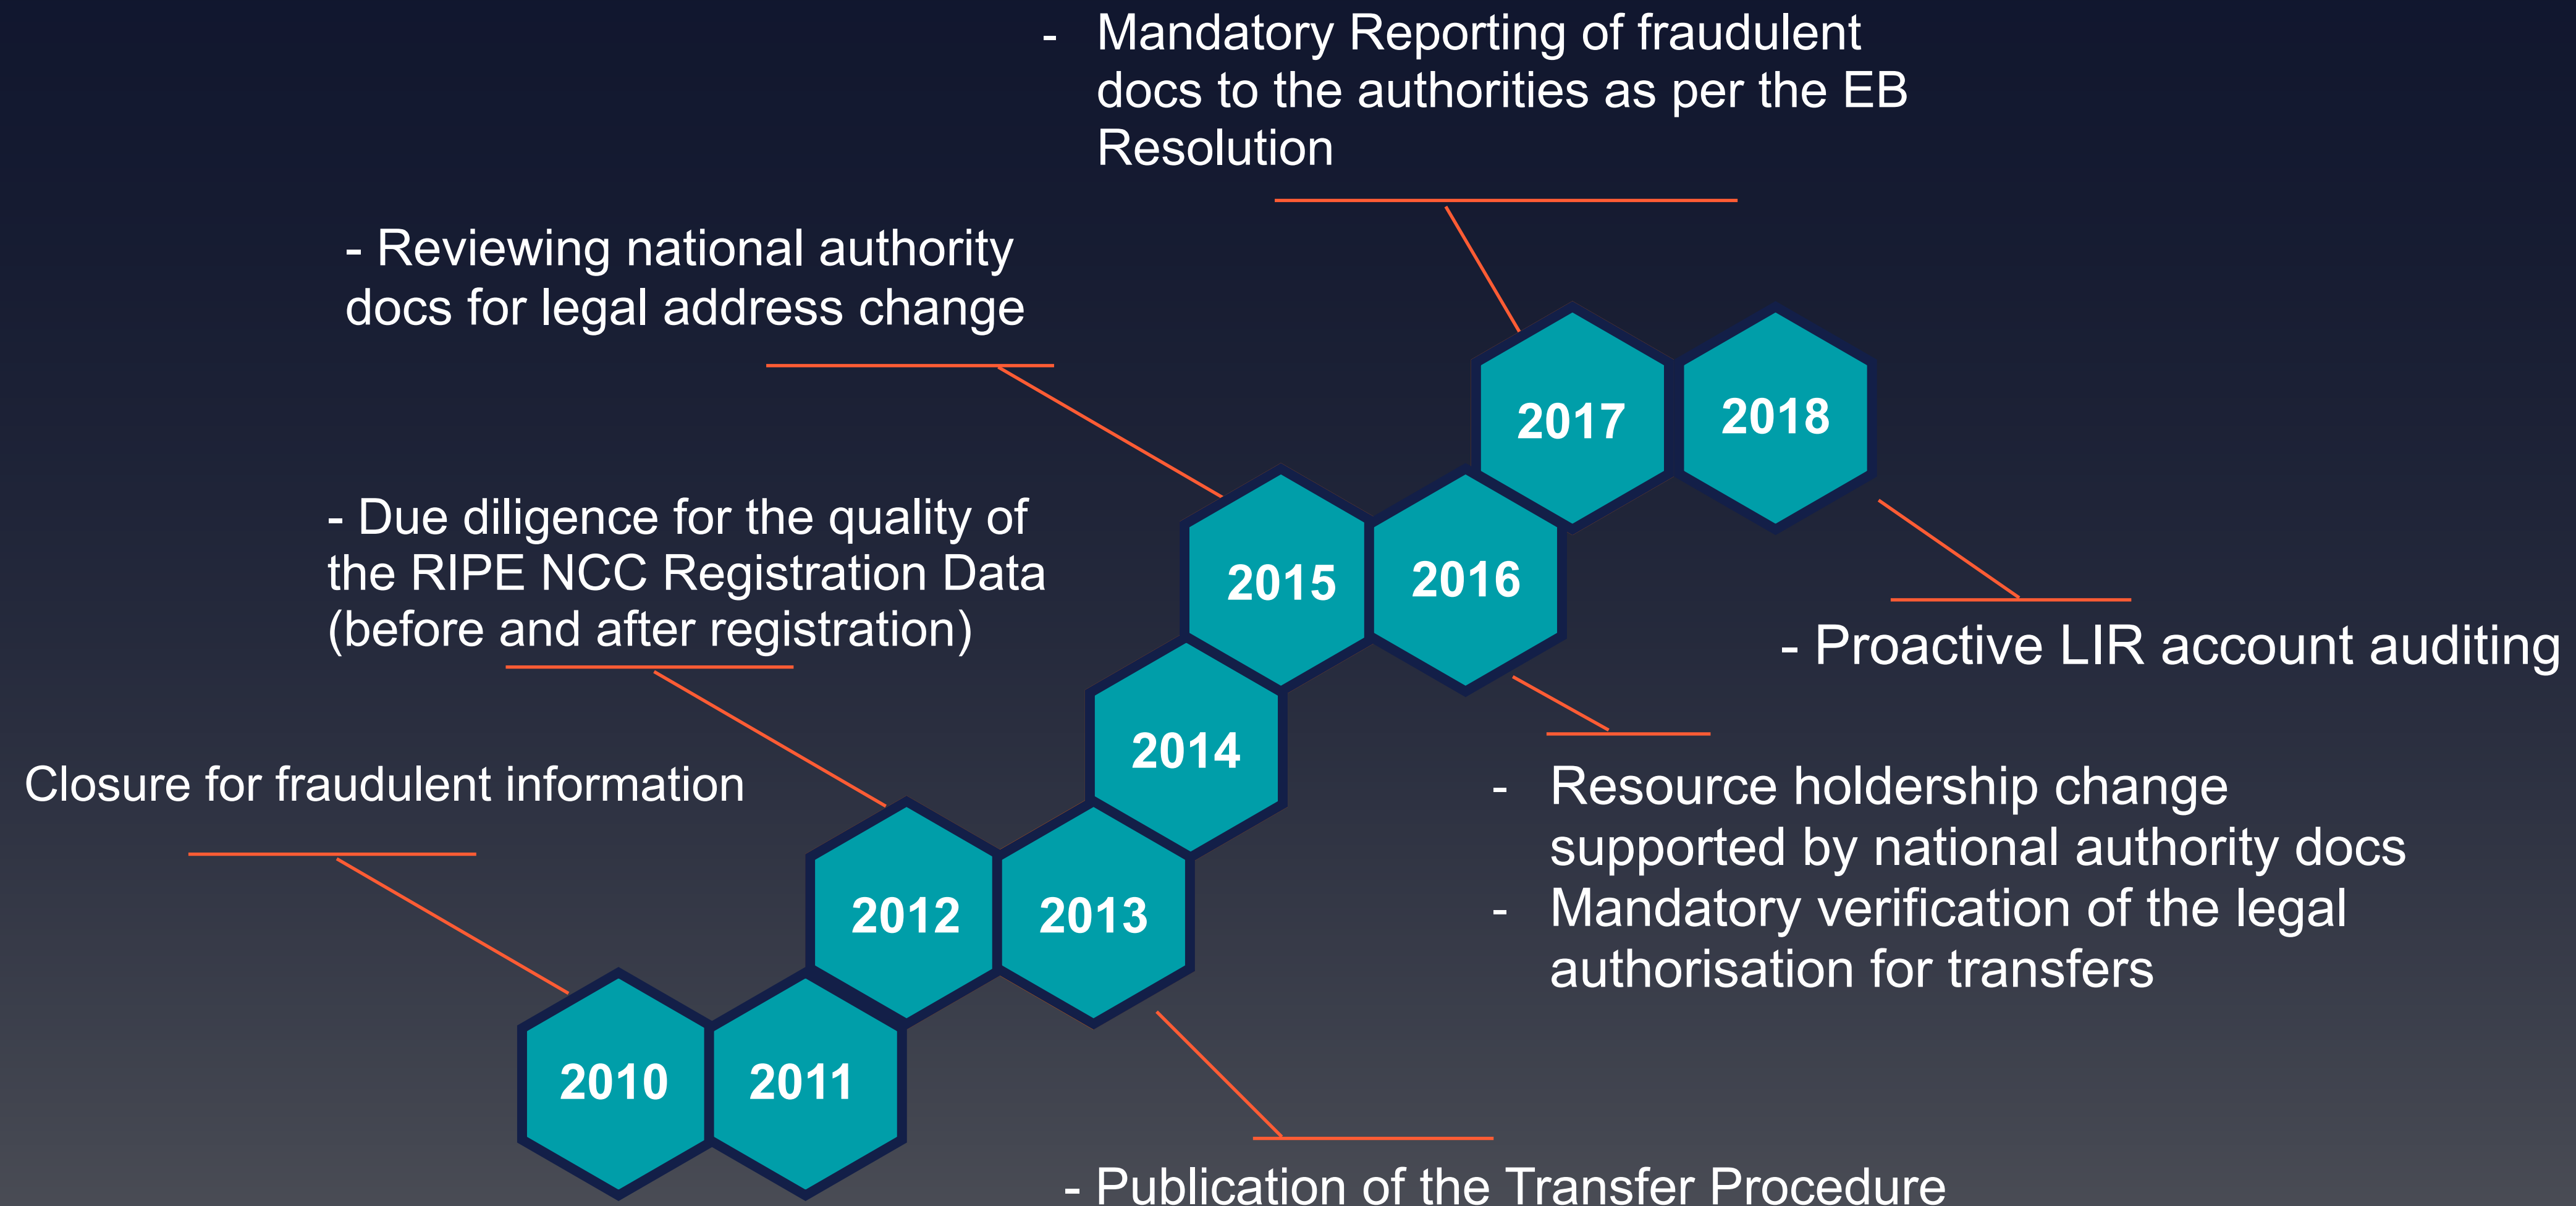 - Mandatory Reporting of fraudulent
docs to the authorities as per the EB
Resolution
- Reviewing national authority
docs for legal address change
- Due diligence for the quality of
the RIPE NCC Registration Data
(before and after registration)
Closure for fraudulent information
2017
2018
2015
2016
2014
2012
2013
2010
2011
- Proactive LIR account auditing
- Resource holdership change
supported by national authority docs
- Mandatory verification of the legal
authorisation for transfers
- Publication of the Transfer Procedure